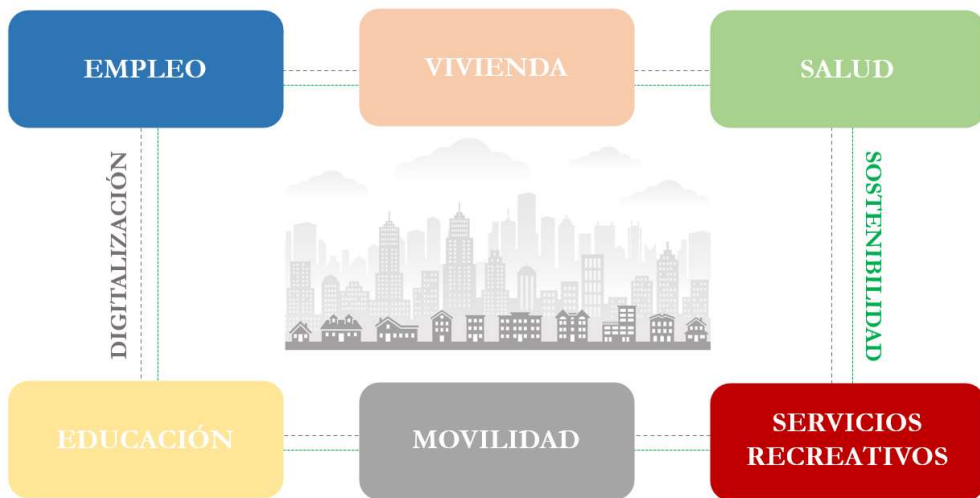 EMPLEO
VIVIENDA
SALUD
DIGITALIZACIÓN
SOSTENIBILIDAD
EDUCACIÓN
MOVILIDAD
SERVICIOS
RECREATIVOS